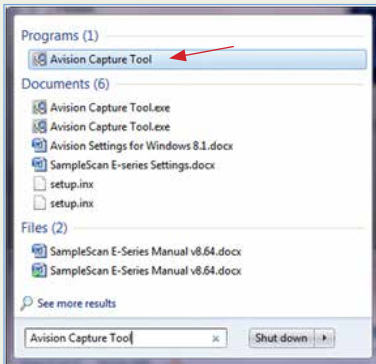 Programs (1)
Avision Capture Tool
Documents (6)
Avision Capture Tool.exe
Avision Capture Tool.exe
Avision Settings for Windows 8.1.docx
SampleScan E-series Settings.docx
setup.inx
setup.inx
Files (2)
SampleScan E-Series Manual v8.64.docx
SampleScan E-Series Manual v8.64.docx
See more results
Avision Capture Tool
Shut down